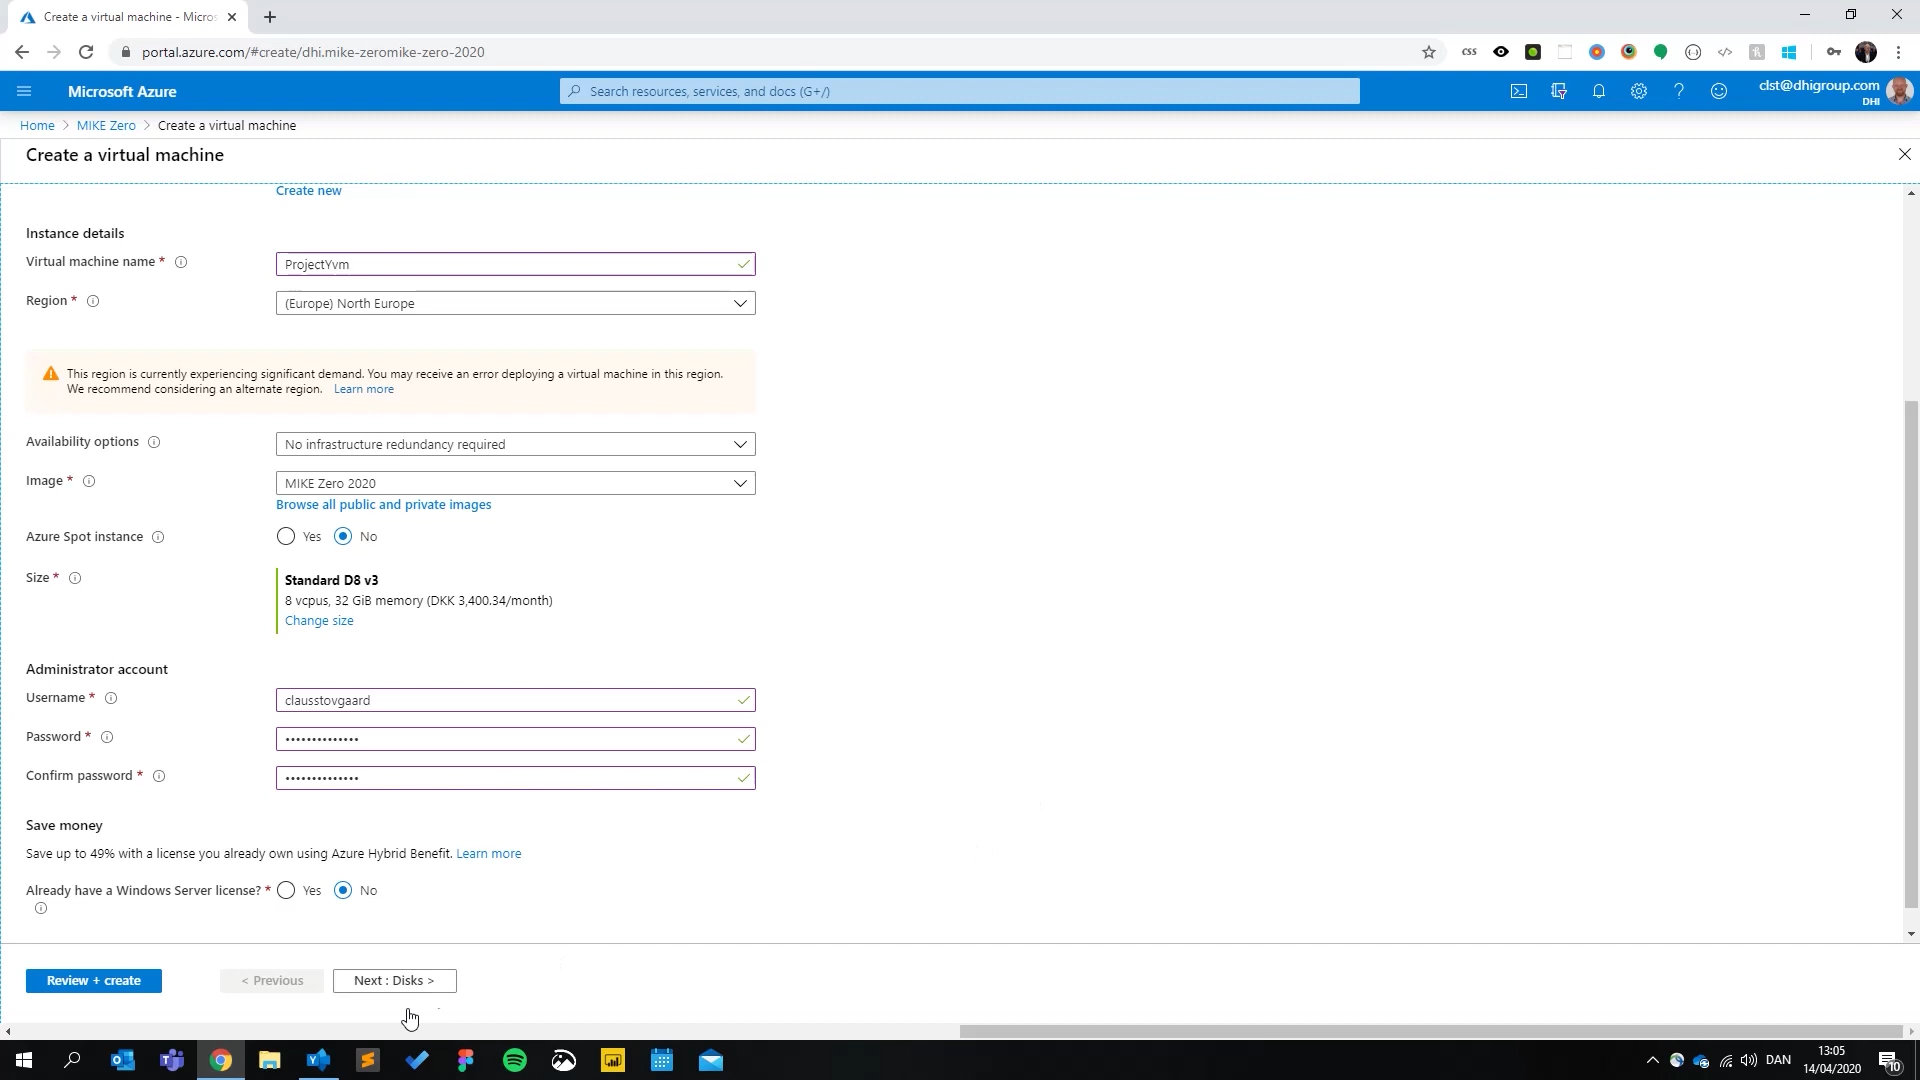 Create a virtual machine - Micros
portal.azure.com/#create/dhi.mike-zeromike-zero-2020
css
Microsoft Azure
Search resources, services, and docs (G+/)
clst@dhigroup.com
DHI
Home > MIKE Zero > Create a virtual machine
Create a virtual machine
Create new
Instance details
Virtual machine name *
ProjectYvm
Region *
(Europe) North Europe
This region is currently experiencing significant demand. You may receive an error deploying a virtual machine in this region.
We recommend considering an alternate region. Learn more
Availability options
No infrastructure redundancy required
Image *
MIKE Zero 2020
Browse all public and private images
Azure Spot instance
Yes No
Size *
Standard D8 v3
8 vcpus, 32 GiB memory (DKK 3,400.34/month)
Change size
Administrator account
Username *
clausstovgaard
Password *
••••••••••••••
Confirm password *
••••••••••••••
Save money
Save up to 49% with a license you already own using Azure Hybrid Benefit. Learn more
Already have a Windows Server license? * Yes No
Review + create
< Previous
Next : Disks >
DAN
13:05
14/04/2020
10